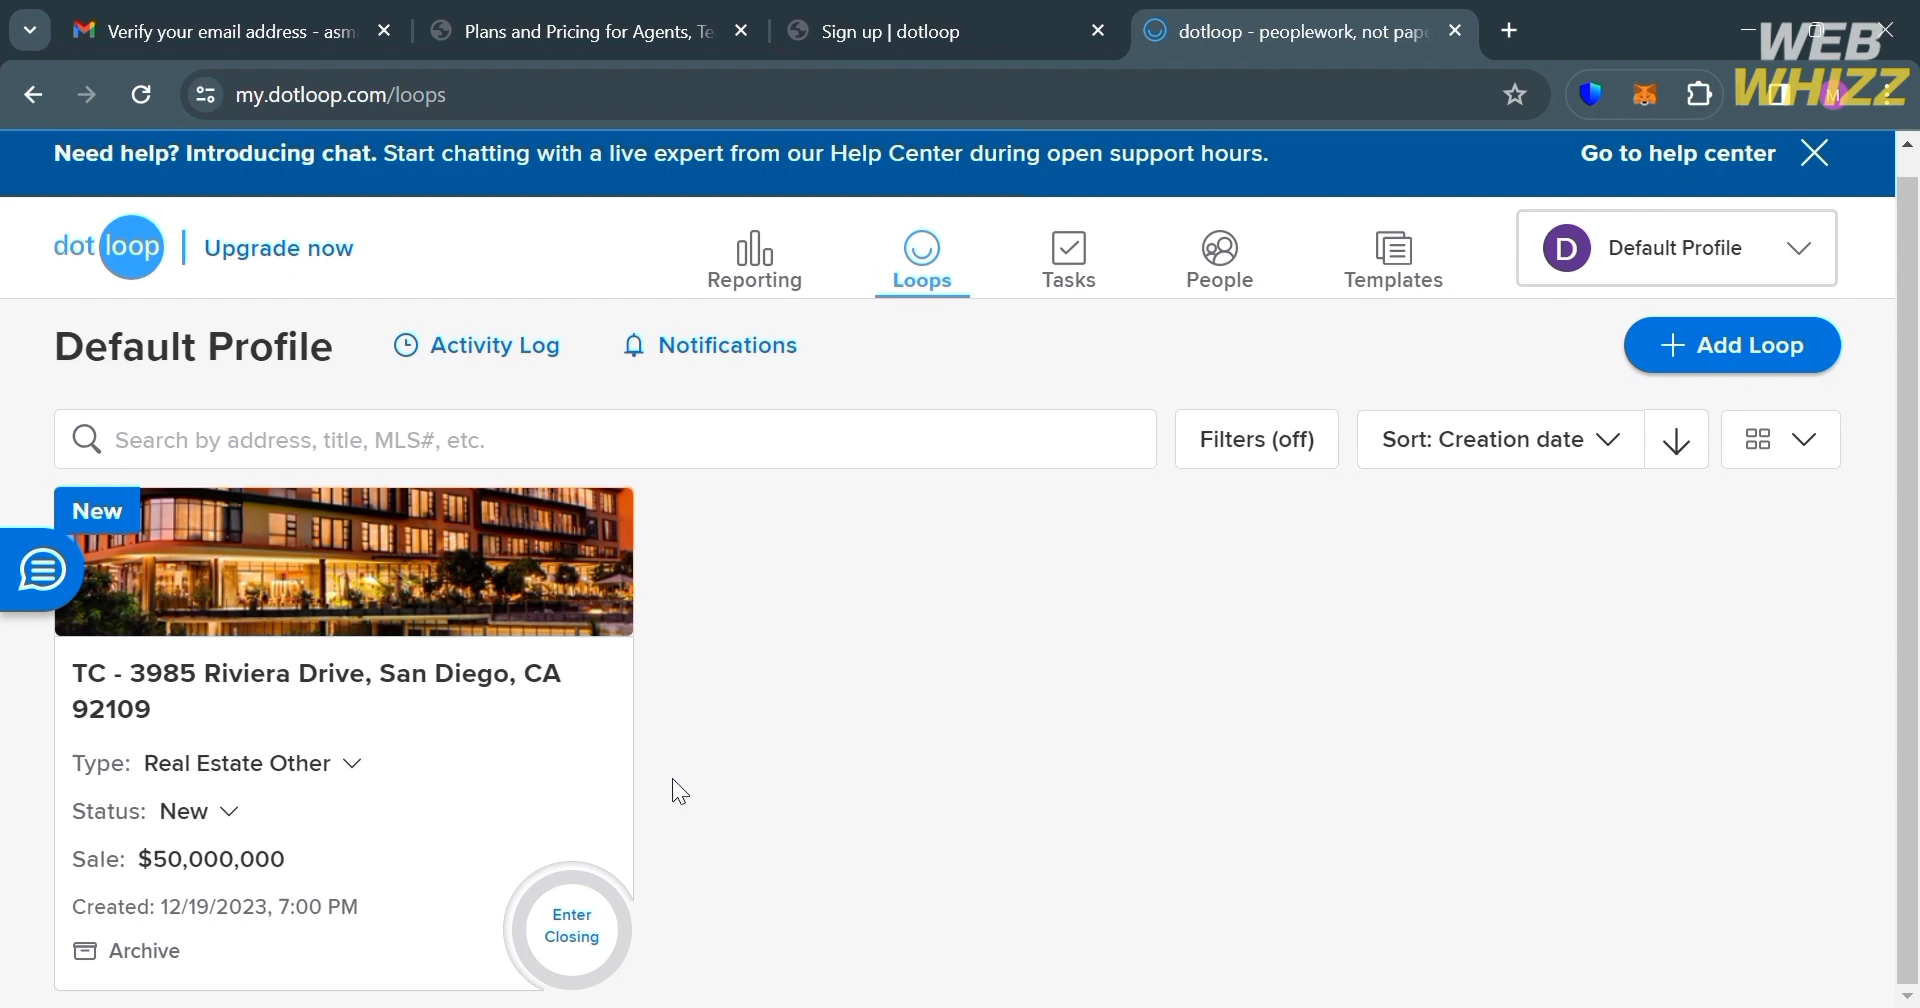 Verify your email address - asm
Plans and Pricing for Agents, Te
Sign up | dotloop
dotloop - peoplework, not pape
WEB
WHIZZ
my.dotloop.com/loops
M
Need help? Introducing chat. Start chatting with a live expert from our Help Center during open support hours.
Go to help center
dot loop
Upgrade now
Reporting
Loops
Tasks
People
Templates
D
Default Profile
Default Profile
Activity Log
Notifications
Add Loop
Search by address, title, MLS#, etc.
Filters (off)
Sort: Creation date
New
TC - 3985 Riviera Drive, San Diego, CA
92109
Type: Real Estate Other
Status: New
Sale: $50,000,000
Created: 12/19/2023, 7:00 PM
Archive
Enter
Closing